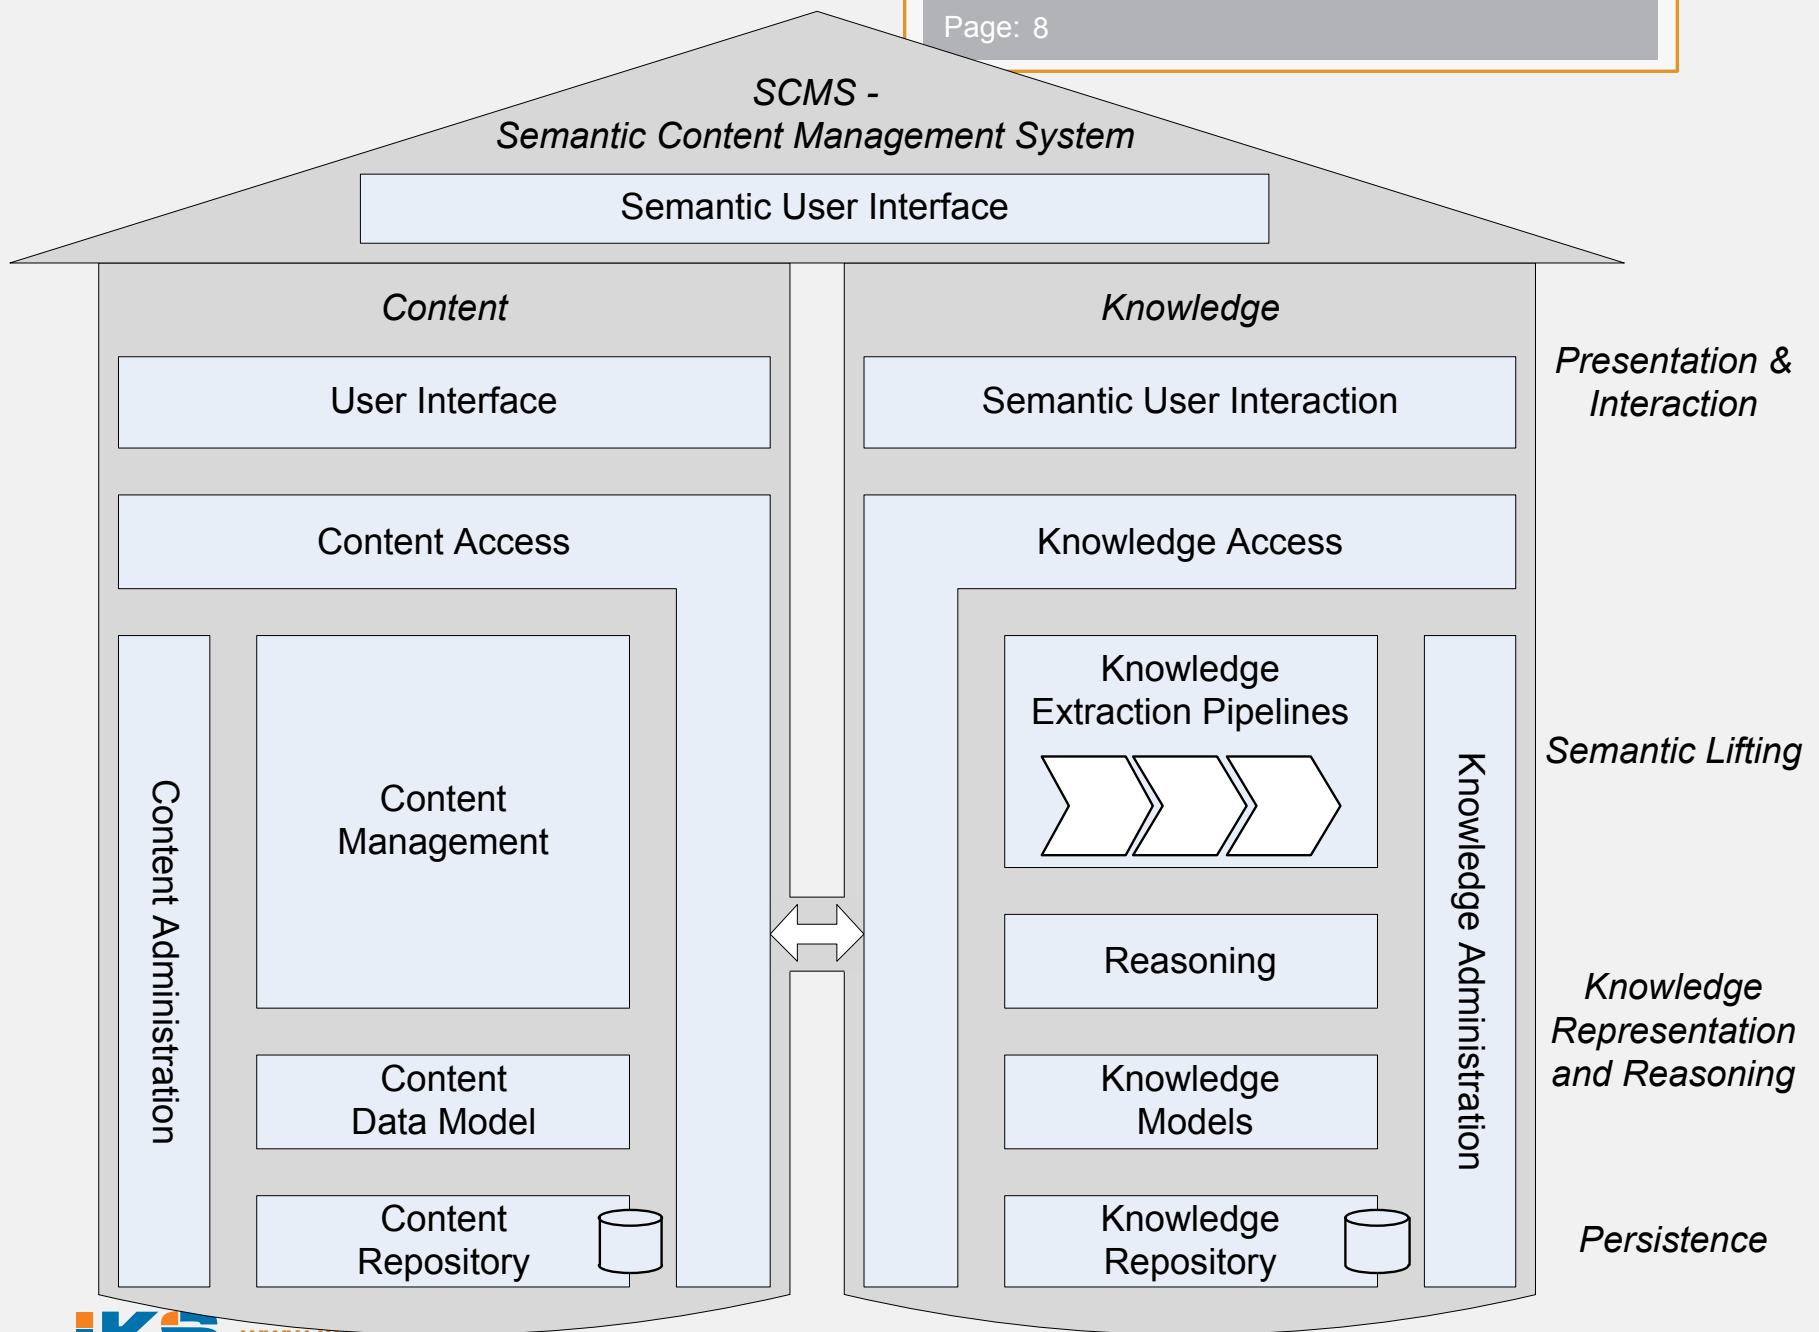 Page: 8
SCMS -
Semantic Content Management System
Semantic User Interface
Content
User Interface
Content Access
Content Administration
Content
Management
Content
Data Model
Content
Repository
Knowledge
Semantic User Interaction
Knowledge Access
Knowledge
Extraction Pipelines
Reasoning
Knowledge
Models
Knowledge
Repository
Knowledge Administration
Presentation &
Interaction
Semantic Lifting
Knowledge
Representation
and Reasoning
Persistence